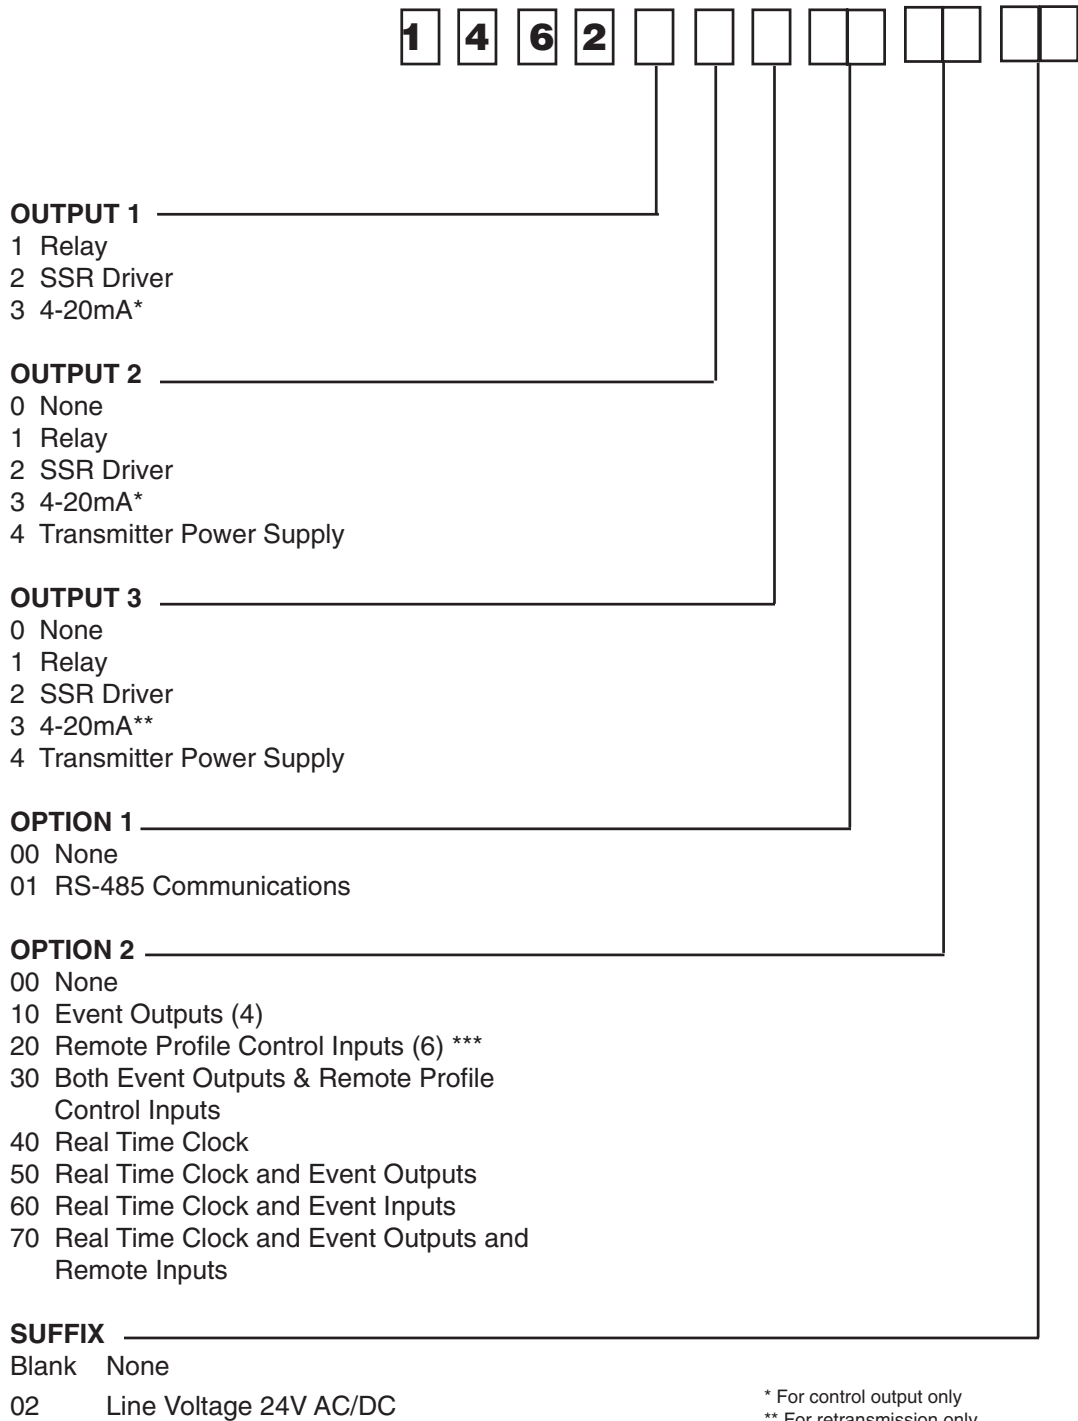 1 4 6 2
OUTPUT 1
1 Relay
2 SSR Driver
3 4-20mA*
OUTPUT 2
0 None
1 Relay
2 SSR Driver
3 4-20mA*
4 Transmitter Power Supply
OUTPUT 3
0 None
1 Relay
2 SSR Driver
3 4-20mA**
4 Transmitter Power Supply
OPTION 1
00 None
01 RS-485 Communications
OPTION 2
00 None
10 Event Outputs (4)
20 Remote Profile Control Inputs (6) ***
30 Both Event Outputs & Remote Profile
Control Inputs
40 Real Time Clock
50 Real Time Clock and Event Outputs
60 Real Time Clock and Event Inputs
70 Real Time Clock and Event Outputs and
Remote Inputs
SUFFIX
Blank None
02 Line Voltage 24V AC/DC
* For control output only
** For retransmission only